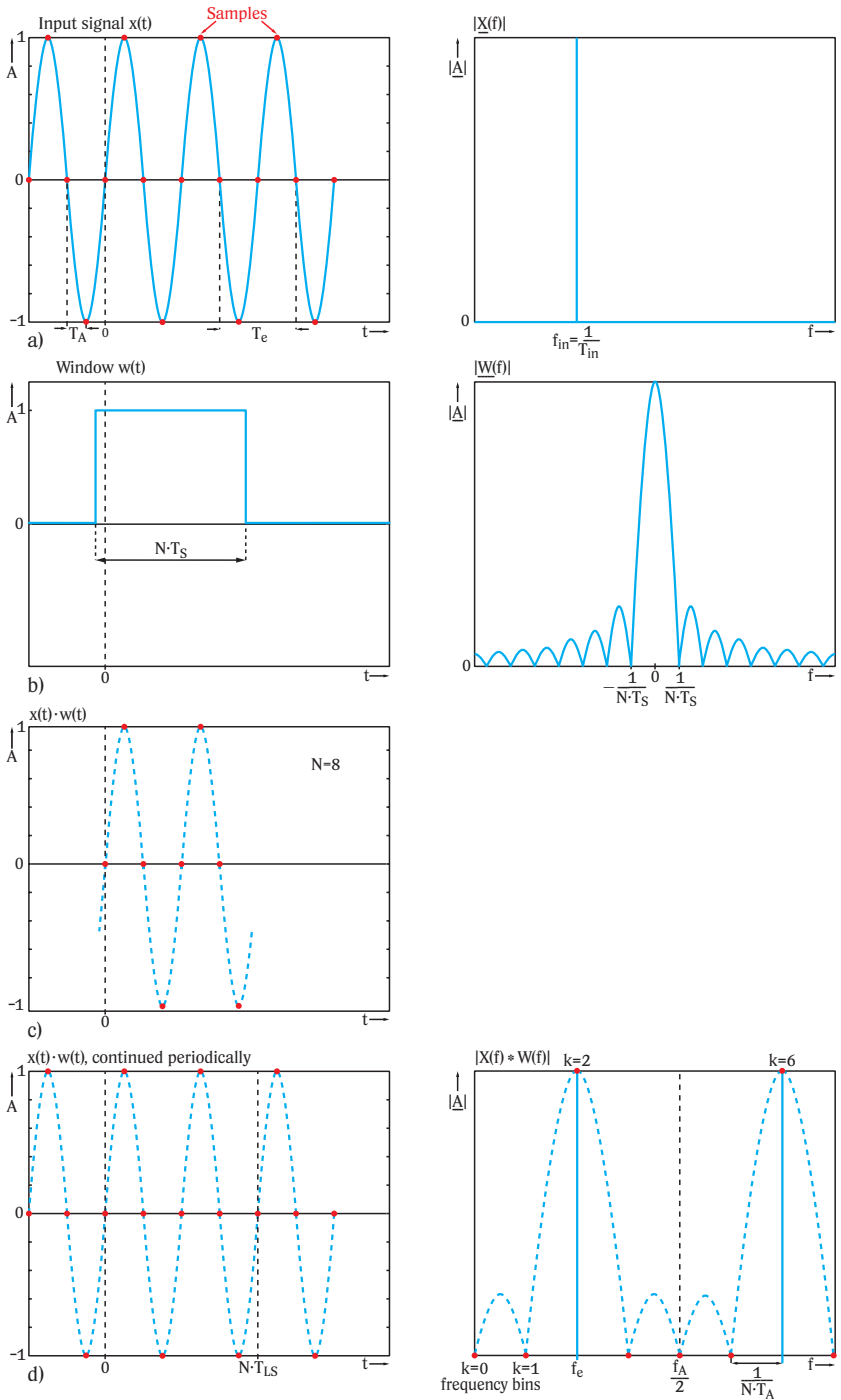 Input signal x(t)
Samples
1
A
0
-1
T_A
0
T_e
t
a)
|X(f)|
|A|
0
f_in = 1/T_in
f
Window w(t)
1
A
0
N·T_S
0
t
b)
|W(f)|
|A|
0
- 1/N·T_S
0
1/N·T_S
f
x(t)·w(t)
1
A
N=8
0
-1
0
t
c)
x(t)·w(t), continued periodically
1
A
0
-1
0
N·T_LS
t
d)
|X(f) * W(f)|
k=2
k=6
|A|
k=0
k=1
f_e
f_A/2
1/N·T_A
f
frequency bins